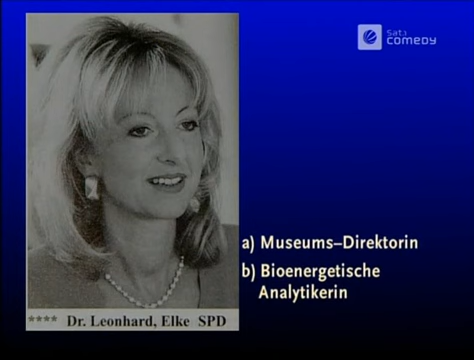 Sat.1
comedy
a) Museums–Direktorin
b) Bioenergetische
Analytikerin
**** Dr. Leonhard, Elke SPD